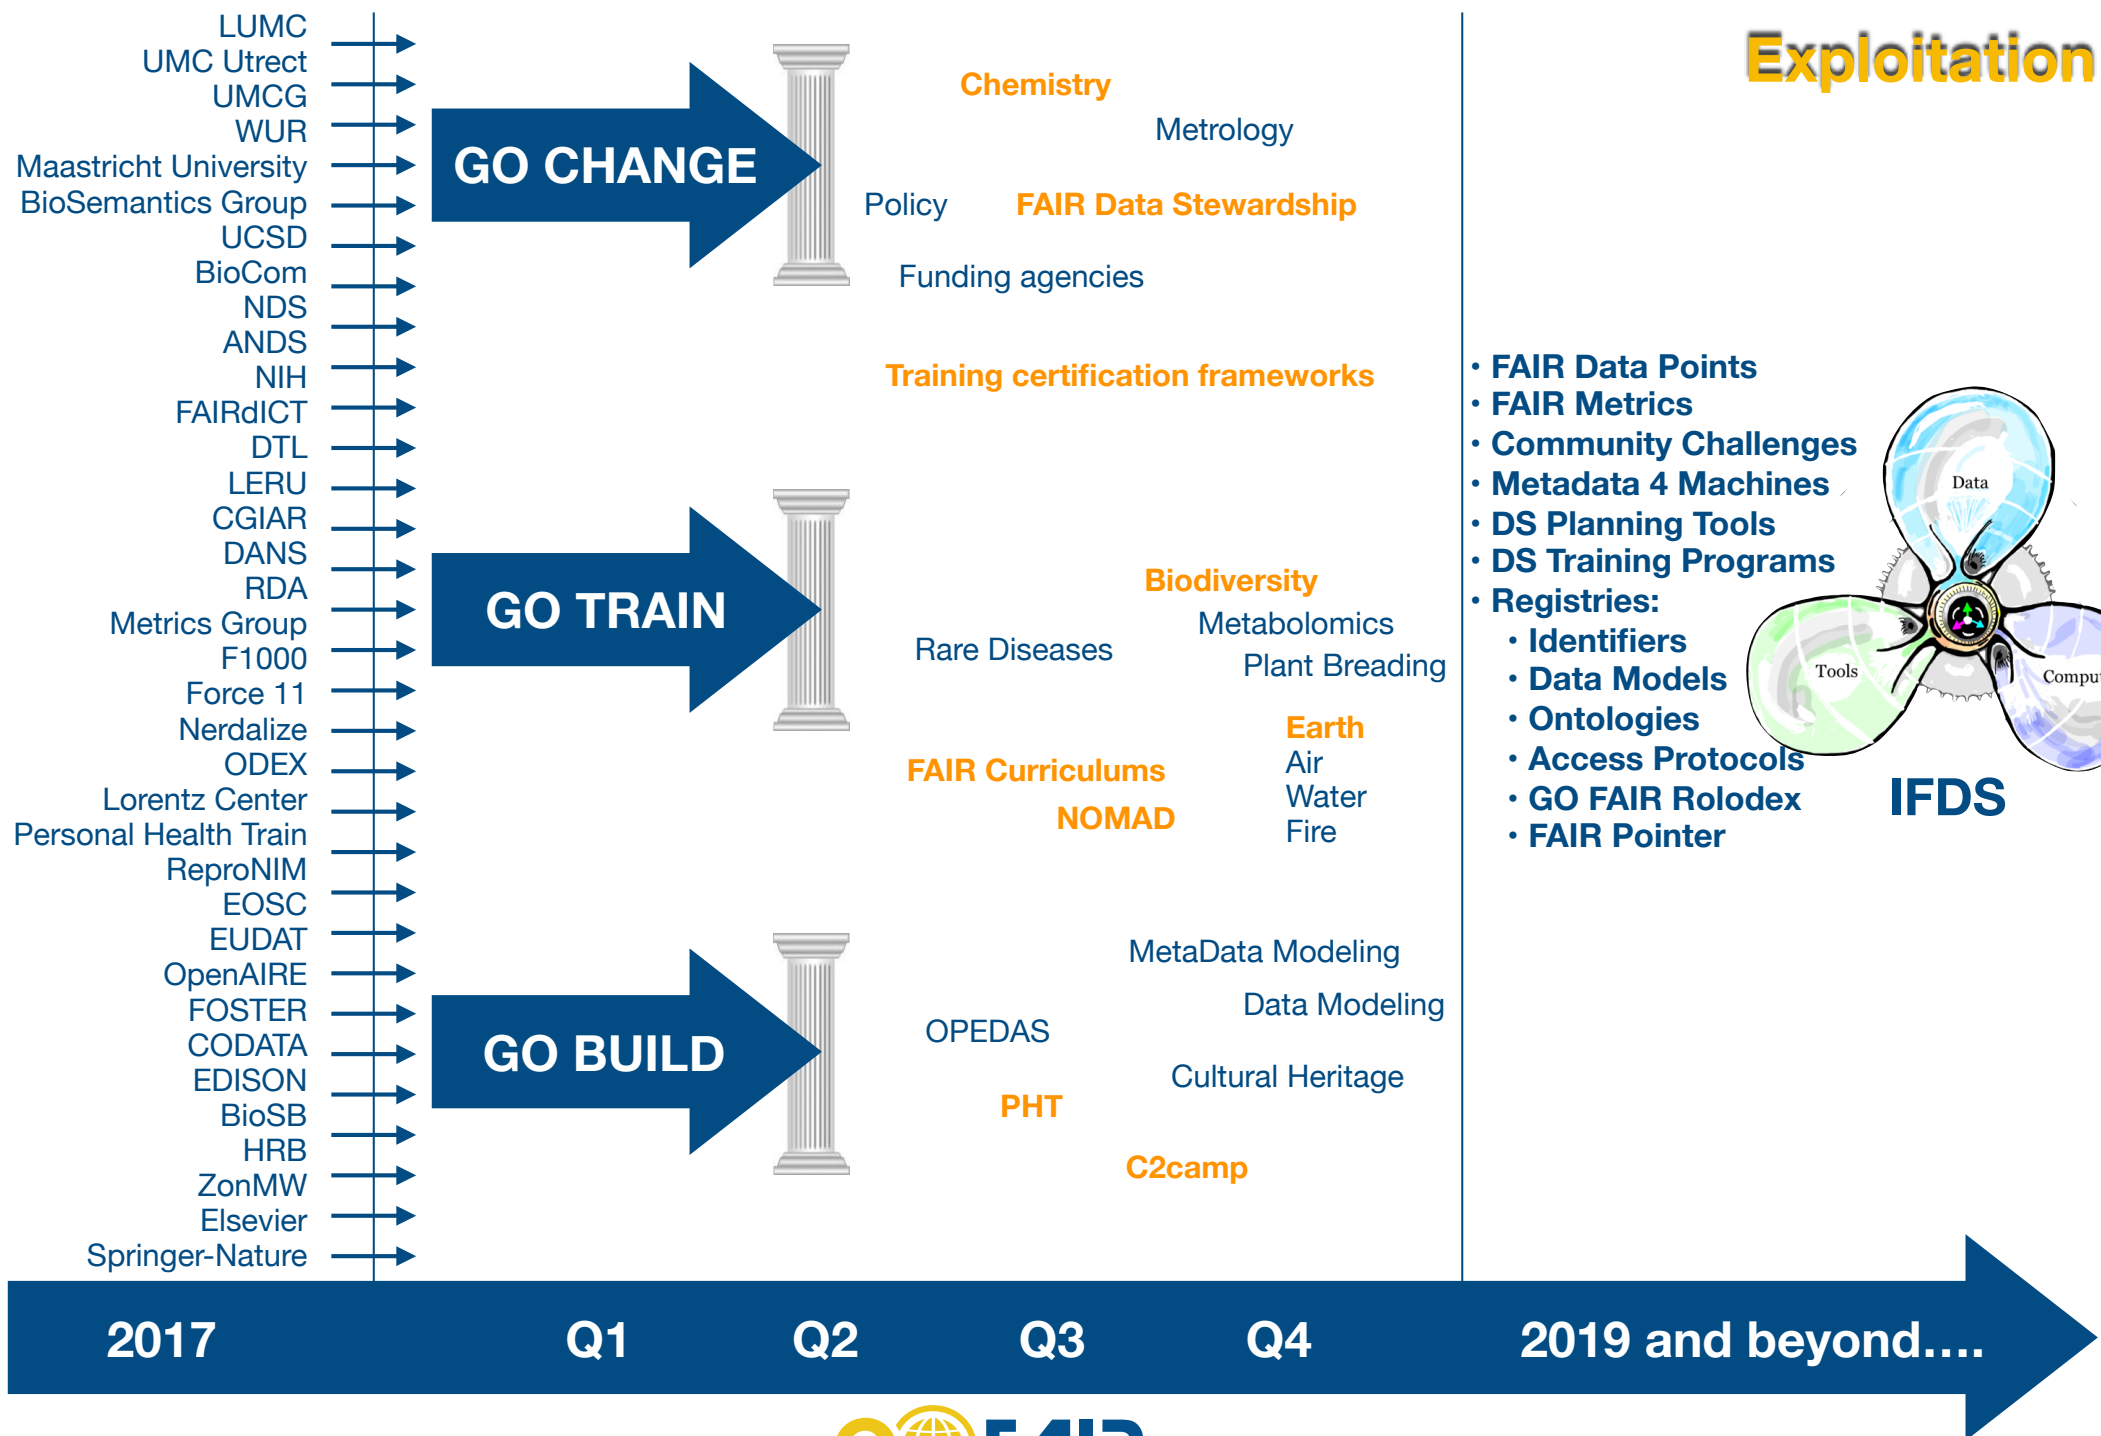 LUMC
UMC Utrect
UMCG
WUR
Maastricht University
BioSemantics Group
UCSD
BioCom
NDS
ANDS
NIH
FAIRdICT
DTL
LERU
CGIAR
DANS
RDA
Metrics Group
F1000
Force 11
Nerdalize
ODEX
Lorentz Center
Personal Health Train
ReproNIM
EOSC
EUDAT
OpenAIRE
FOSTER
CODATA
EDISON
BioSB
HRB
ZonMW
Elsevier
Springer-Nature
GO CHANGE
GO TRAIN
GO BUILD
Chemistry
Metrology
Policy
FAIR Data Stewardship
Funding agencies
Training certification frameworks
Biodiversity
Metabolomics
Rare Diseases
Plant Breading
Earth
Air
Water
Fire
FAIR Curriculums
NOMAD
MetaData Modeling
Data Modeling
OPEDAS
Cultural Heritage
PHT
C2camp
Exploitation
• FAIR Data Points
• FAIR Metrics
• Community Challenges
• Metadata 4 Machines
• DS Planning Tools
• DS Training Programs
• Registries:
• Identifiers
• Data Models
• Ontologies
• Access Protocols
• GO FAIR Rolodex
• FAIR Pointer
Data
Tools
Compu
IFDS
2017
Q1
Q2
Q3
Q4
2019 and beyond....